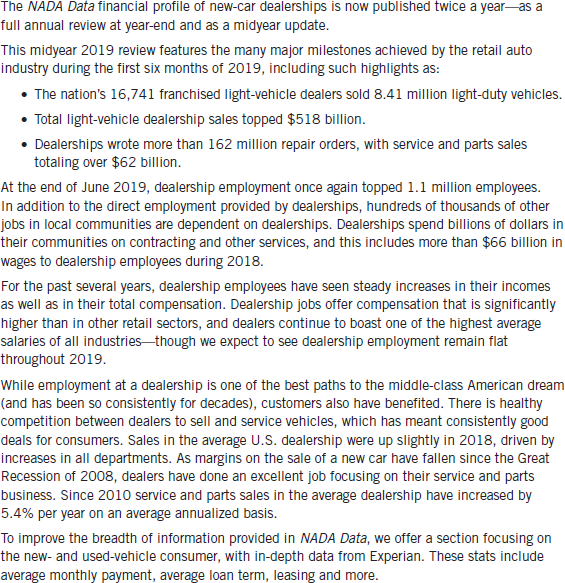 The NADA Data financial profile of new-car dealerships is now published twice a year—as a
full annual review at year-end and as a midyear update.
This midyear 2019 review features the many major milestones achieved by the retail auto
industry during the first six months of 2019, including such highlights as:
• The nation's 16,741 franchised light-vehicle dealers sold 8.41 million light-duty vehicles.
• Total light-vehicle dealership sales topped $518 billion.
• Dealerships wrote more than 162 million repair orders, with service and parts sales
totaling over $62 billion.
At the end of June 2019, dealership employment once again topped 1.1 million employees.
In addition to the direct employment provided by dealerships, hundreds of thousands of other
jobs in local communities are dependent on dealerships. Dealerships spend billions of dollars in
their communities on contracting and other services, and this includes more than $66 billion in
wages to dealership employees during 2018.
For the past several years, dealership employees have seen steady increases in their incomes
as well as in their total compensation. Dealership jobs offer compensation that is significantly
higher than in other retail sectors, and dealers continue to boast one of the highest average
salaries of all industries—though we expect to see dealership employment remain flat
throughout 2019.
While employment at a dealership is one of the best paths to the middle-class American dream
(and has been so consistently for decades), customers also have benefited. There is healthy
competition between dealers to sell and service vehicles, which has meant consistently good
deals for consumers. Sales in the average U.S. dealership were up slightly in 2018, driven by
increases in all departments. As margins on the sale of a new car have fallen since the Great
Recession of 2008, dealers have done an excellent job focusing on their service and parts
business. Since 2010 service and parts sales in the average dealership have increased by
5.4% per year on an average annualized basis.
To improve the breadth of information provided in NADA Data, we offer a section focusing on
the new- and used-vehicle consumer, with in-depth data from Experian. These stats include
average monthly payment, average loan term, leasing and more.